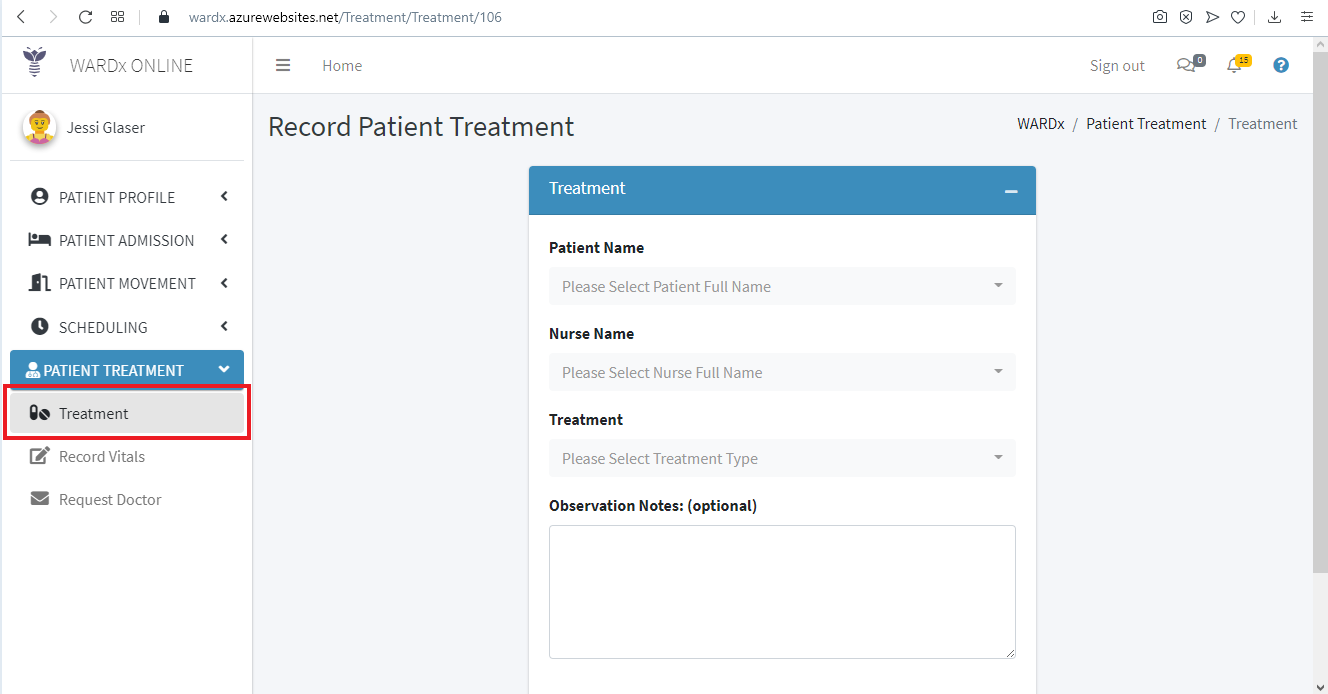 wardx.azurewebsites.net/Treatment/Treatment/106
WARDx ONLINE
Home
Sign out
0
15
?
Jessi Glaser
Record Patient Treatment
WARDx / Patient Treatment / Treatment
PATIENT PROFILE
PATIENT ADMISSION
PATIENT MOVEMENT
SCHEDULING
PATIENT TREATMENT
Treatment
Record Vitals
Request Doctor
Treatment
Patient Name
Please Select Patient Full Name
Nurse Name
Please Select Nurse Full Name
Treatment
Please Select Treatment Type
Observation Notes: (optional)